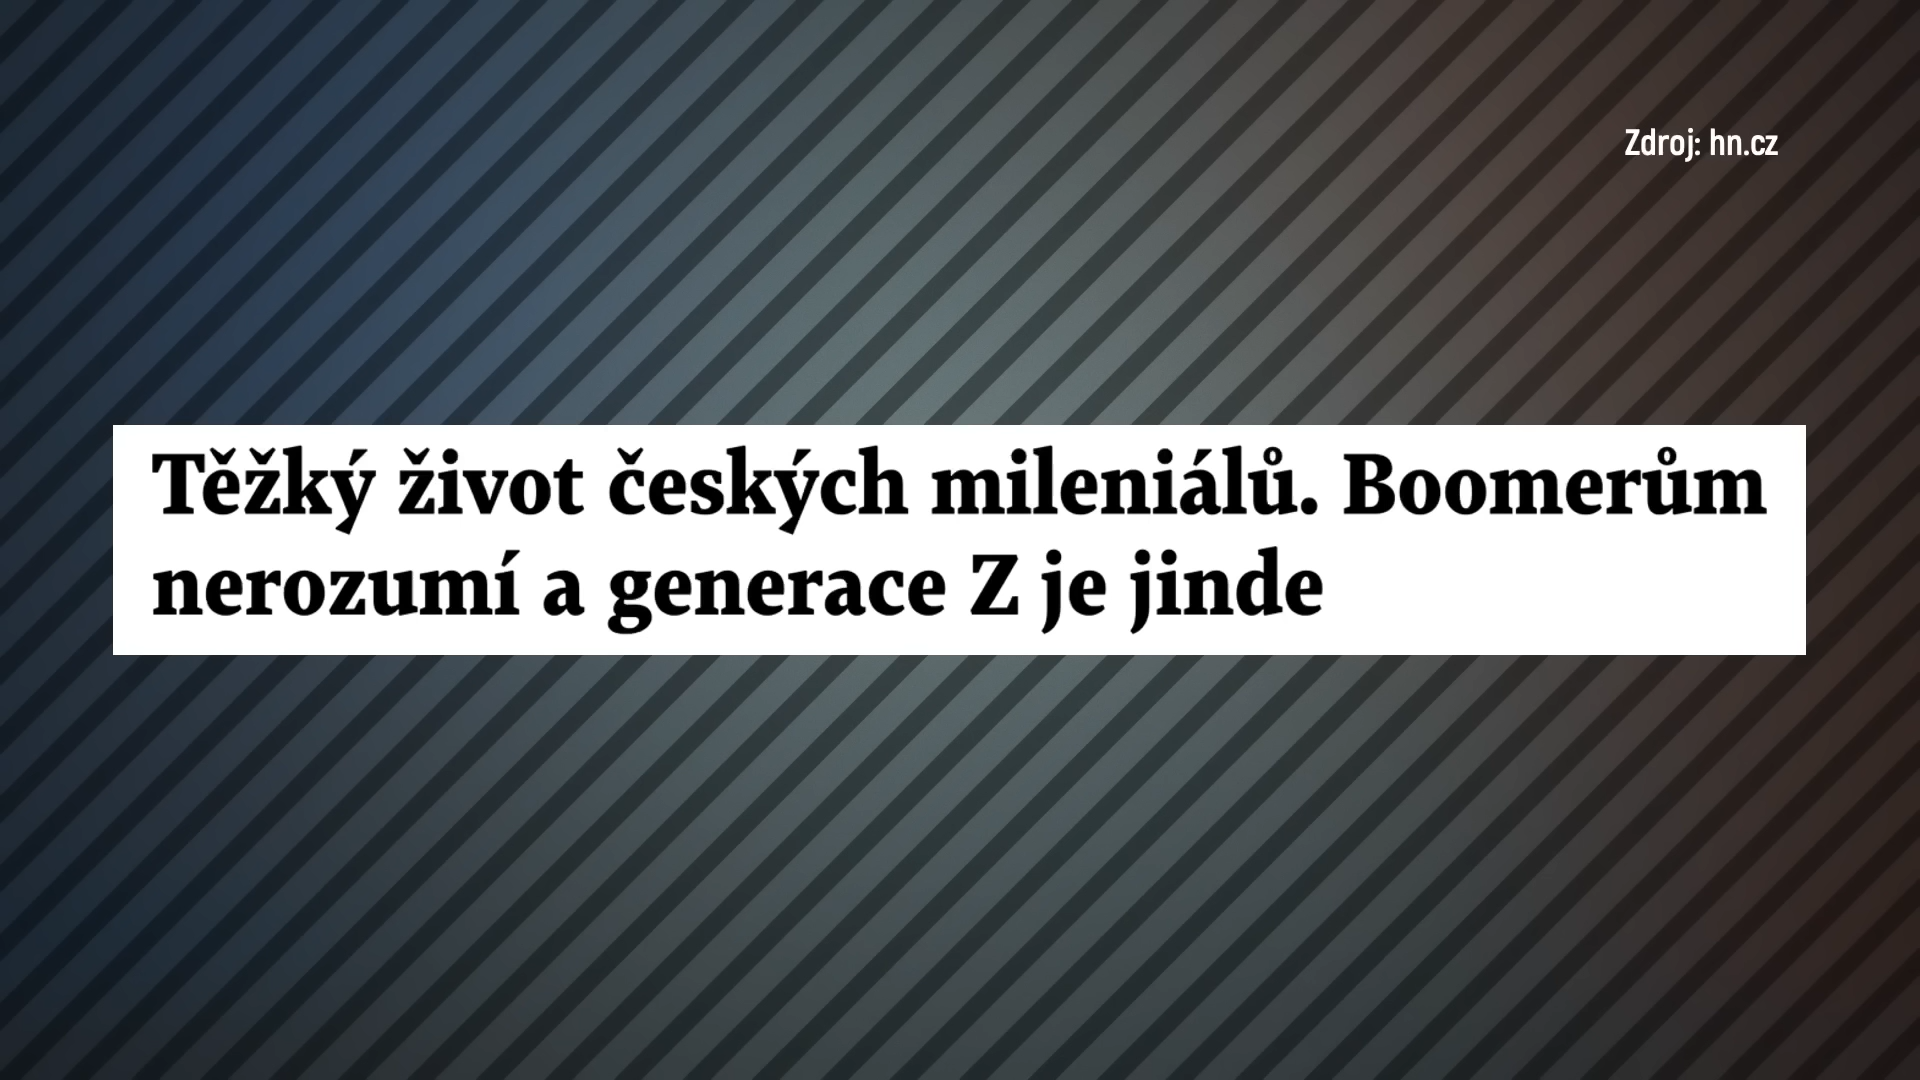 Zdroj: hn.cz
Těžký život českých mileniálů. Boomerům
nerozumí a generace Z je jinde